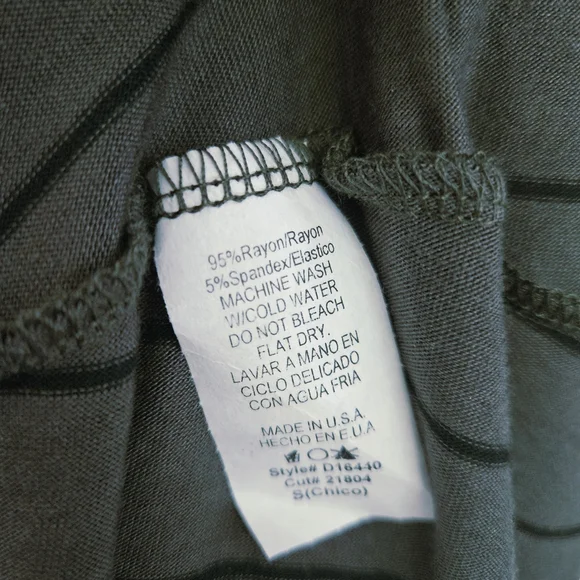 95%Rayon/Rayon
5%Spandex/Elastico
MACHINE WASH
W/COLD WATER
DO NOT BLEACH
FLAT DRY.
LAVAR A MANO EN
CICLO DELICADO
CON AGUA FRIA
MADE IN U.S.A.
HECHO EN E.U.A
Style# D16440
Cut# 21804
S(Chico)